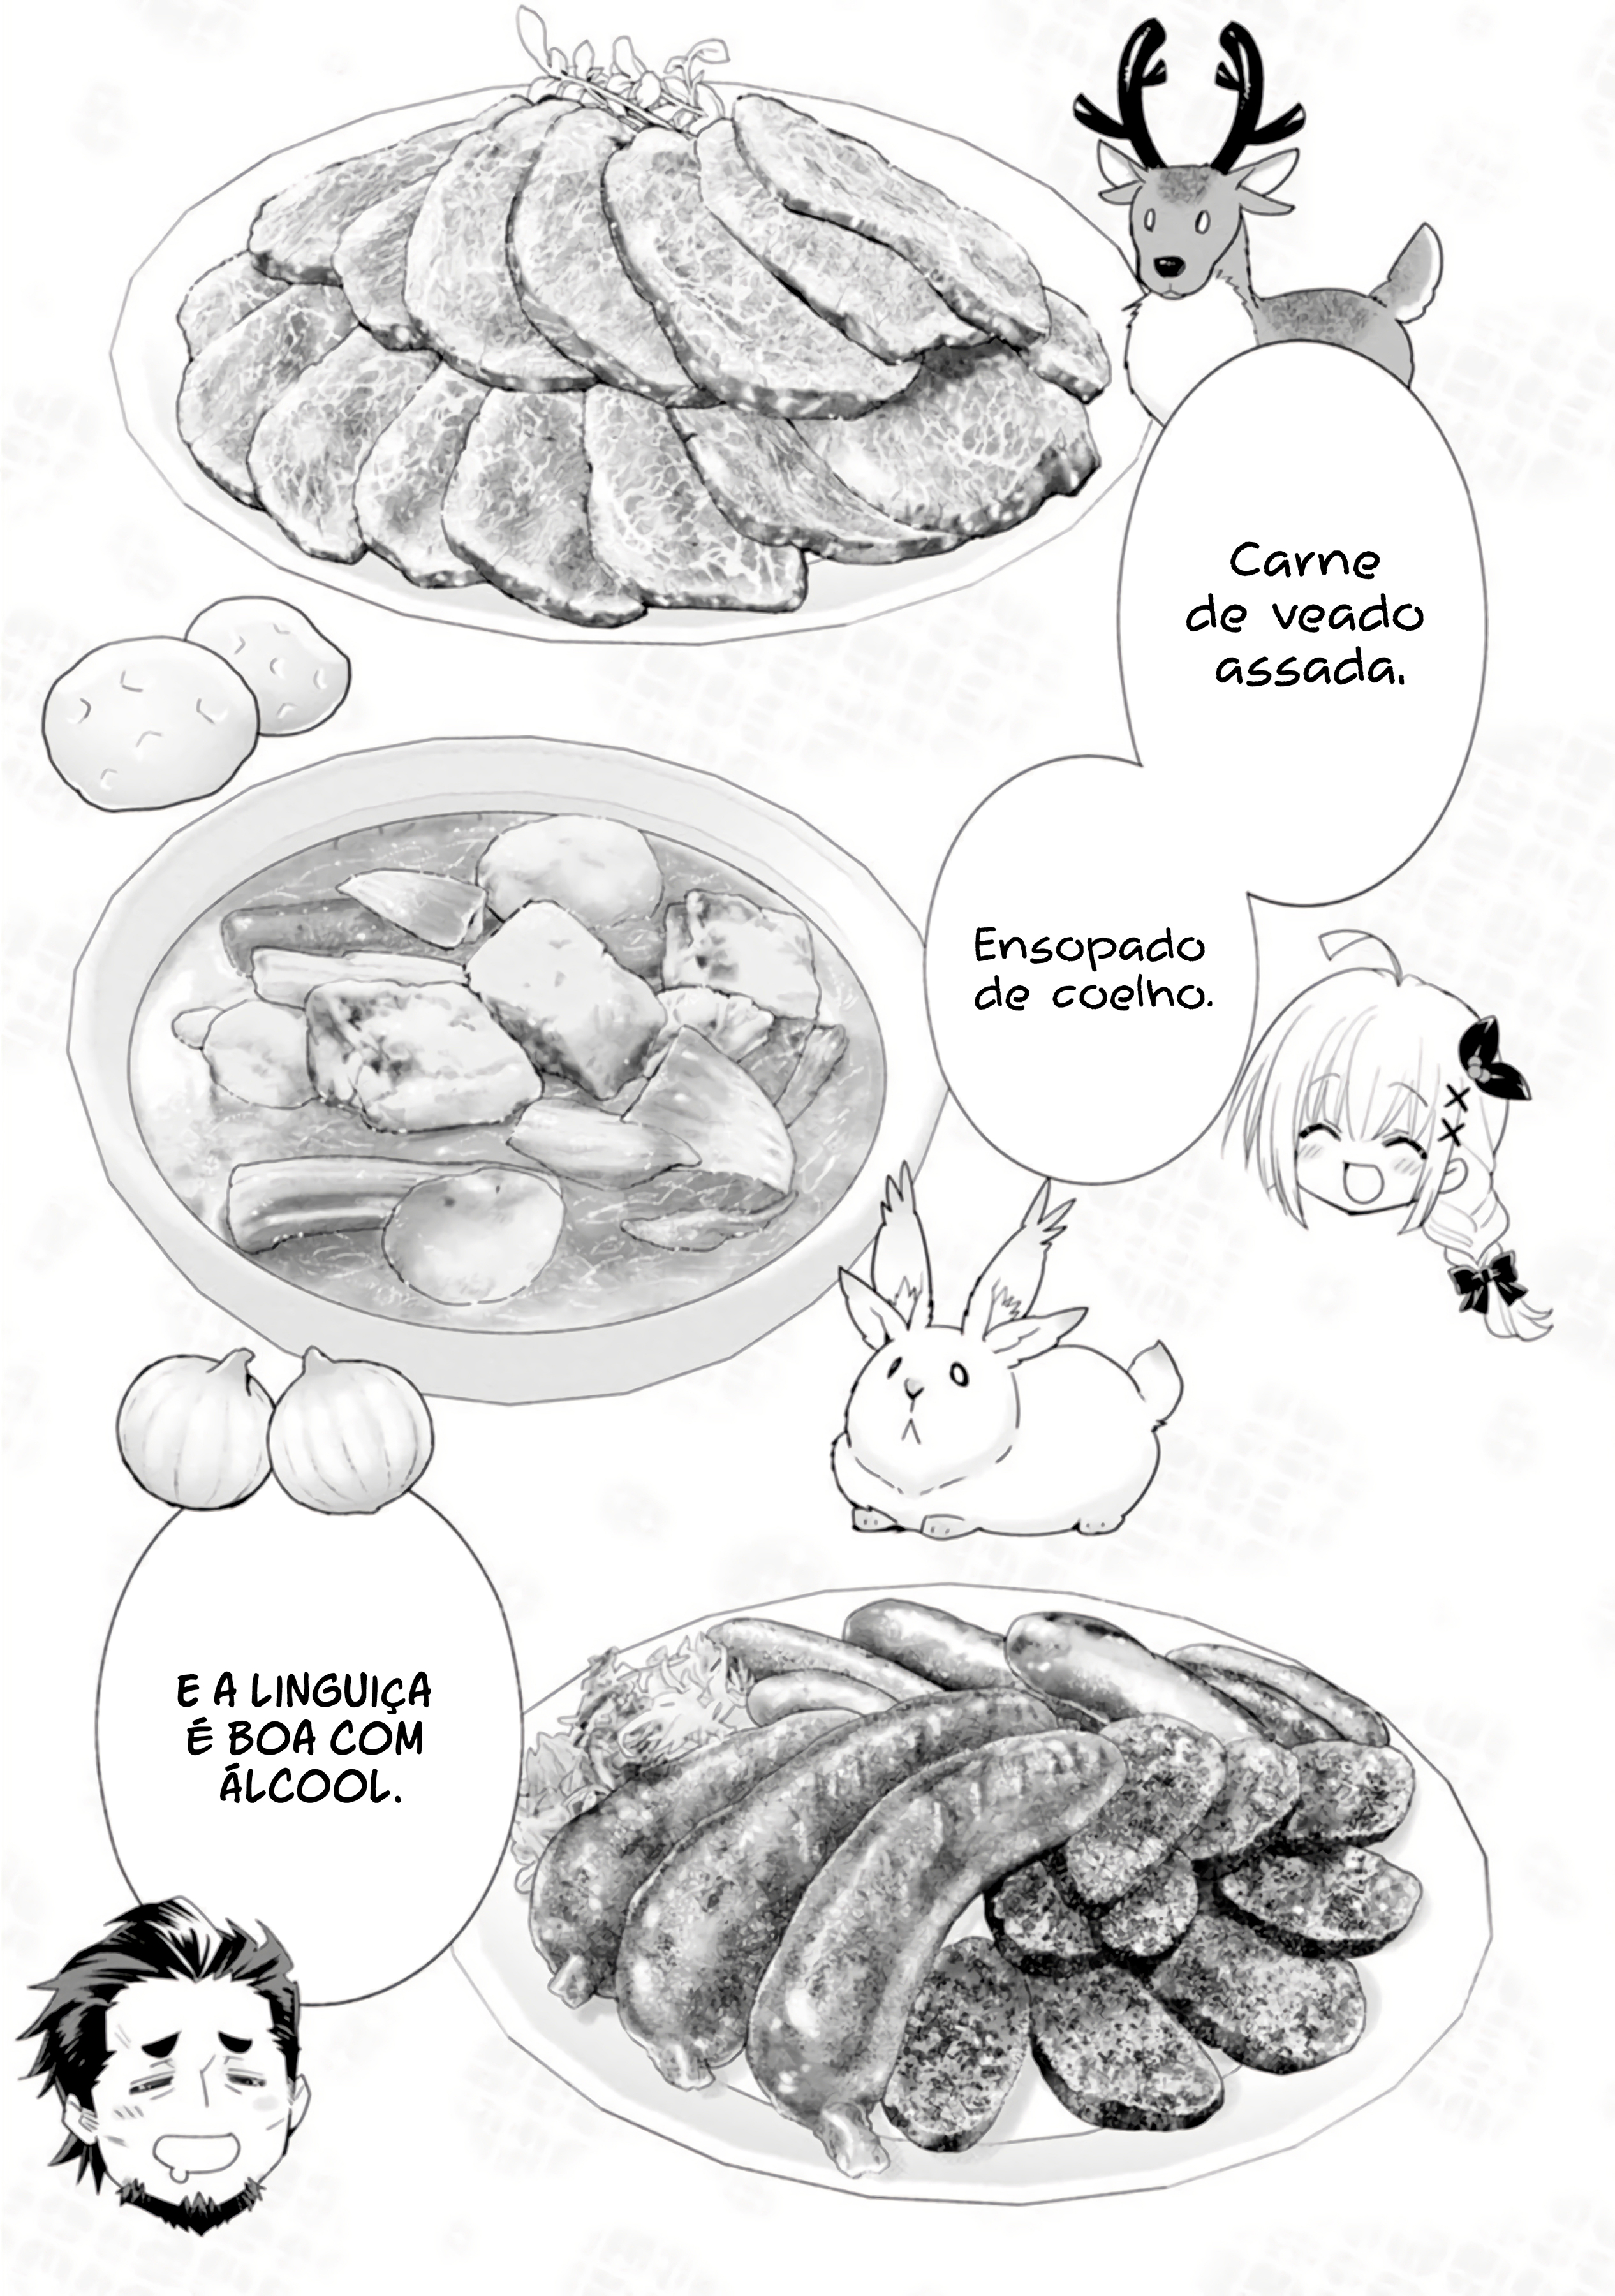 Carne
de veado
assada.
Ensopado
de coelho.
E A LINGUIÇA
É BOA COM
ÁLCOOL.